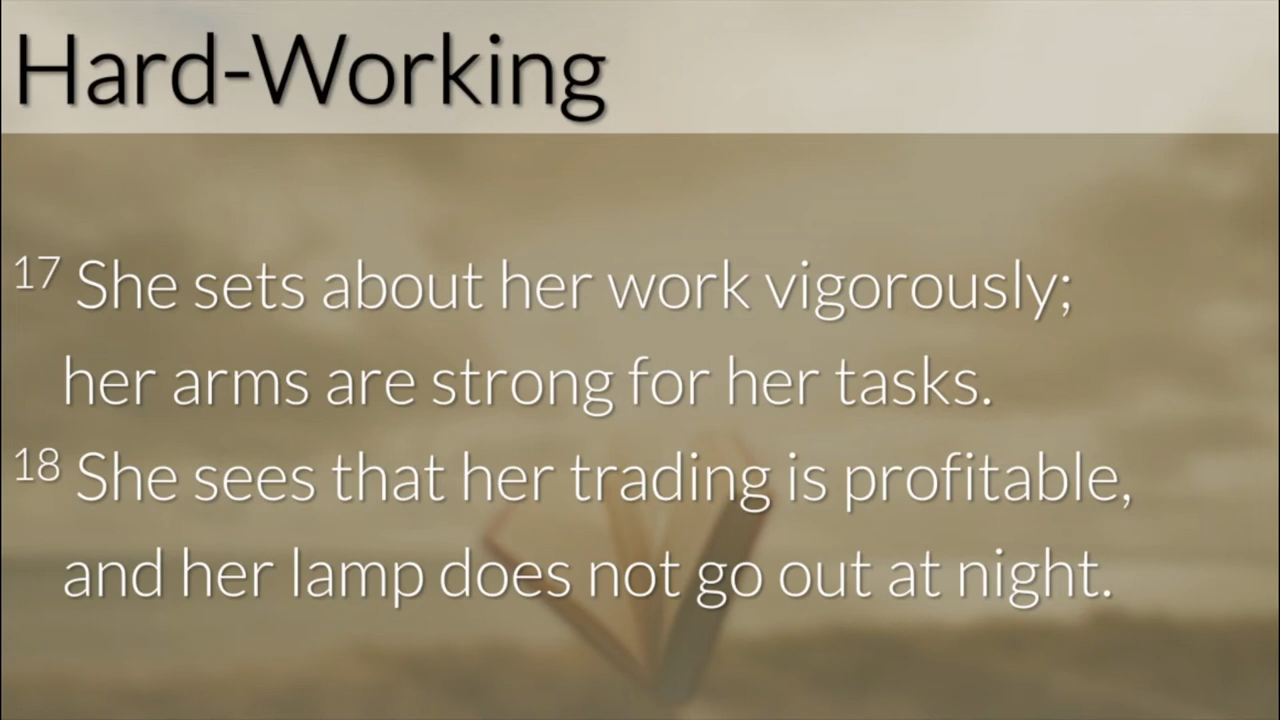 Hard-Working
17 She sets about her work vigorously;
her arms are strong for her tasks.
18 She sees that her trading is profitable,
and her lamp does not go out at night.